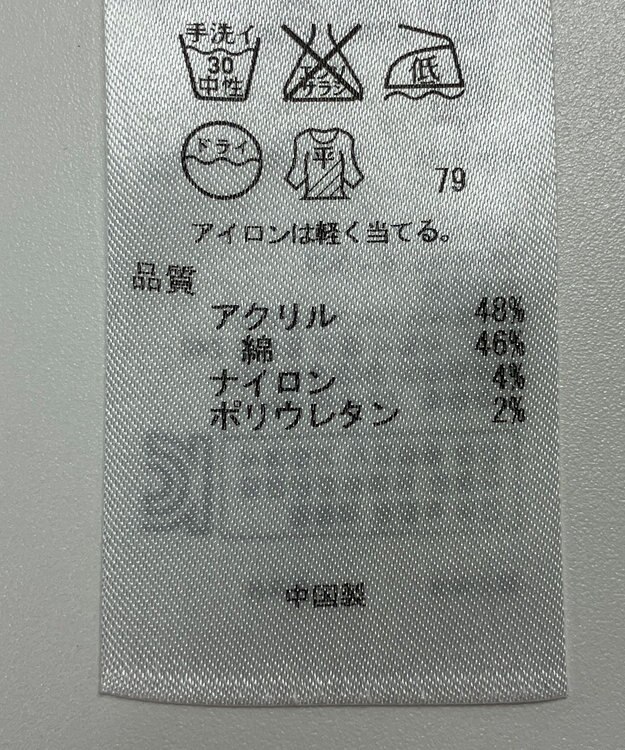 手洗イ
30
中性
エンソ
サラシ
低
ドライ
平
79
アイロンは軽く当てる。
品質
アクリル 48%
綿 46%
ナイロン 4%
ポリウレタン 2%
中国製